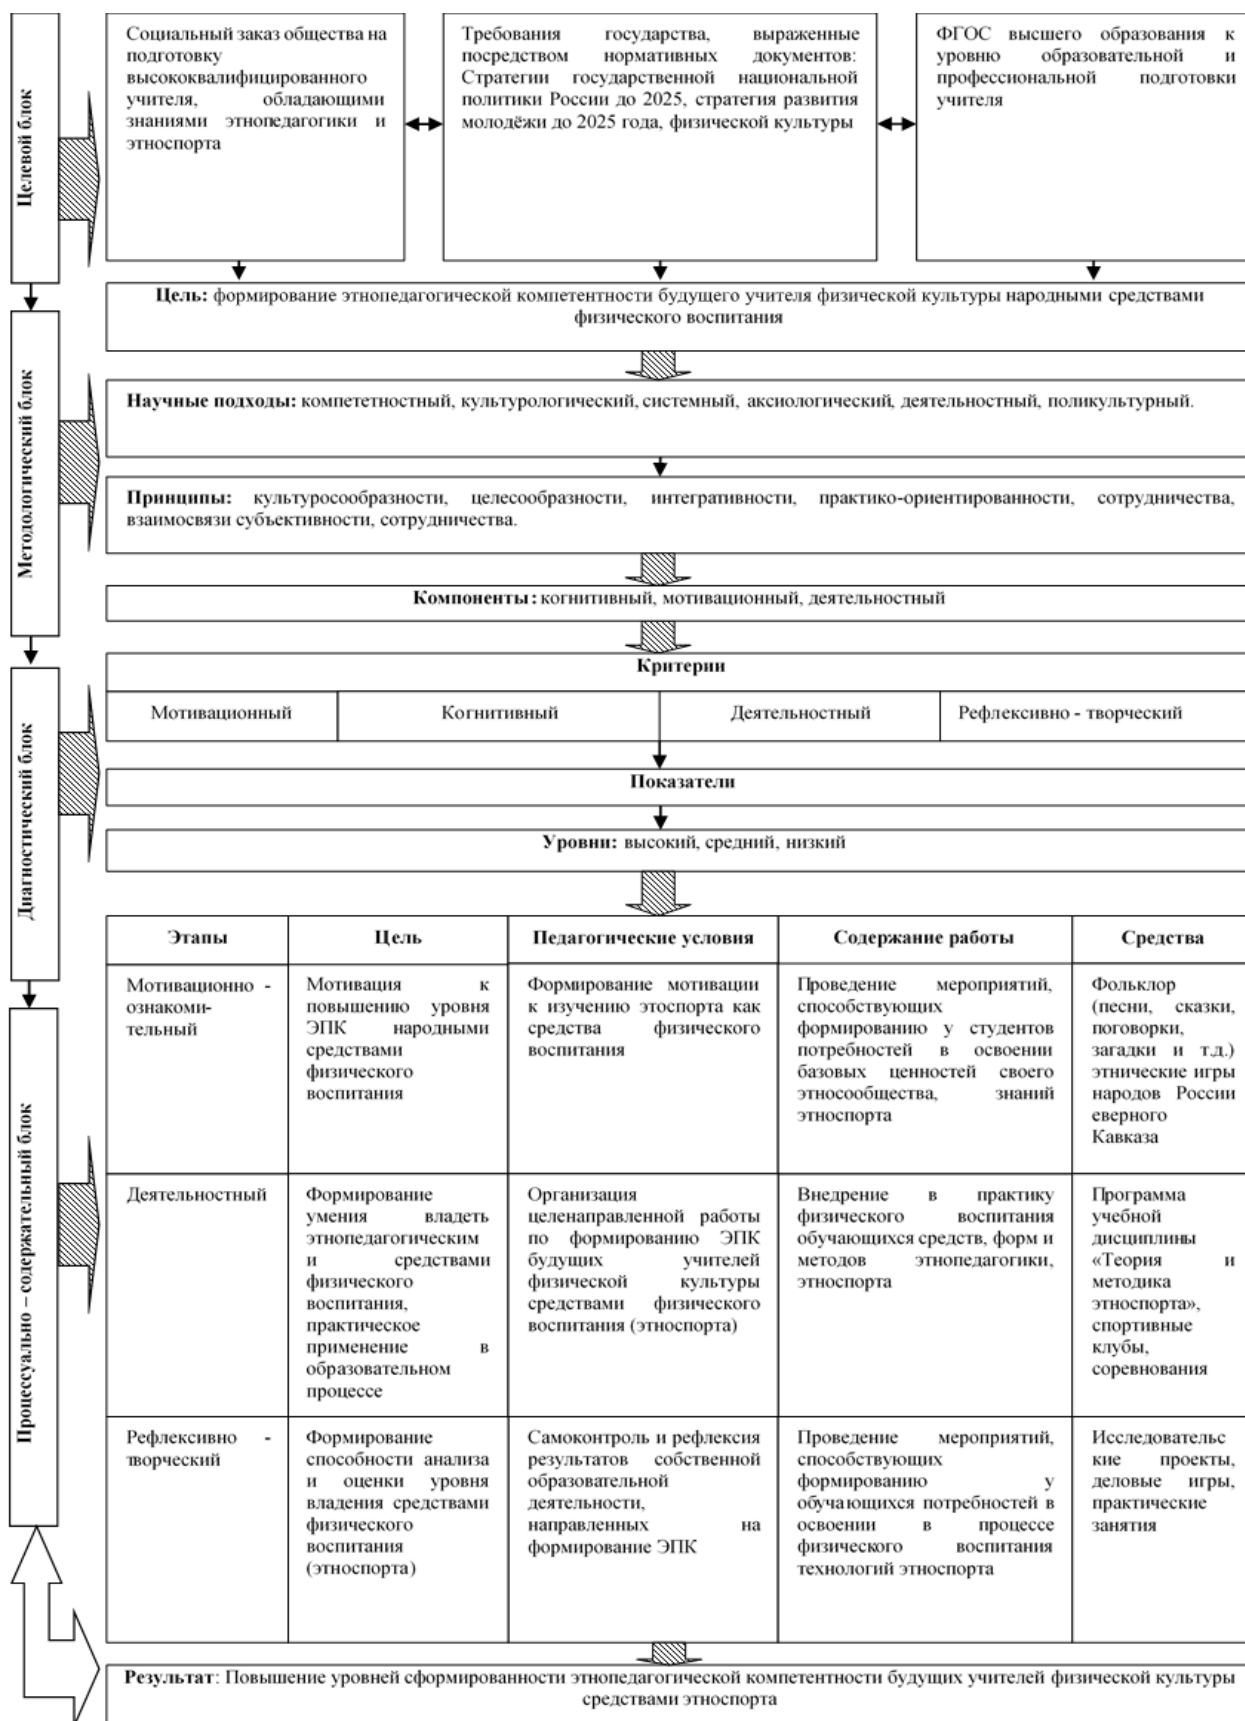 Целевой блок
Социальный заказ общества на
подготовку
высококвалифицированного
учителя, обладающими
знаниями этнопедагогики и
этноспорта
Требования государства, выраженные
посредством нормативных документов:
Стратегии государственной национальной
политики России до 2025, стратегия развития
молодёжи до 2025 года, физической культуры
ФГОС высшего образования к
уровню образовательной и
профессиональной подготовки
учителя
Цель: формирование этнопедагогической компетентности будущего учителя физической культуры народными средствами
физического воспитания
Методологический блок
Научные подходы: компететностный, культурологический, системный, аксиологический, деятельностный, поликультурный.
Принципы: культуросообразности, целесообразности, интегративности, практико-ориентированности, сотрудничества,
взаимосвязи субъективности, сотрудничества.
Компоненты: когнитивный, мотивационный, деятельностный
Диагностический блок
Критерии
Мотивационный
Когнитивный
Деятельностный
Рефлексивно - творческий
Показатели
Уровни: высокий, средний, низкий
Процессуально – содержательный блок
Этапы
Цель
Педагогические условия
Содержание работы
Средства
Мотивационно -
ознакоми-
тельный
Мотивация к
повышению уровня
ЭПК народными
средствами
физического
воспитания
Формирование мотивации
к изучению этоспорта как
средства физического
воспитания
Проведение мероприятий,
способствующих
формированию у студентов
потребностей в освоении
базовых ценностей своего
этносообщества, знаний
этноспорта
Фольклор
(песни, сказки,
поговорки,
загадки и т.д.)
этнические игры
народов России
еверного
Кавказа
Деятельностный
Формирование
умения владеть
этнопедагогическим
и средствами
физического
воспитания,
практическое
применение в
образовательном
процессе
Организация
целенаправленной работы
по формированию ЭПК
будущих учителей
физической культуры
средствами физического
воспитания (этноспорта)
Внедрение в практику
физического воспитания
обучающихся средств, форм и
методов этнопедагогики,
этноспорта
Программа
учебной
дисциплины
«Теория и
методика
этноспорта»,
спортивные
клубы,
соревнования
Рефлексивно -
творческий
Формирование
способности анализа
и оценки уровня
владения средствами
физического
воспитания
(этноспорта)
Самоконтроль и рефлексия
результатов собственной
образовательной
деятельности,
направленных на
формирование ЭПК
Проведение мероприятий,
способствующих
формированию у
обучающихся потребностей в
освоении в процессе
физического воспитания
технологий этноспорта
Исследовательс
кие проекты,
деловые игры,
практические
занятия
Результат: Повышение уровней сформированности этнопедагогической компетентности будущих учителей физической культуры
средствами этноспорта